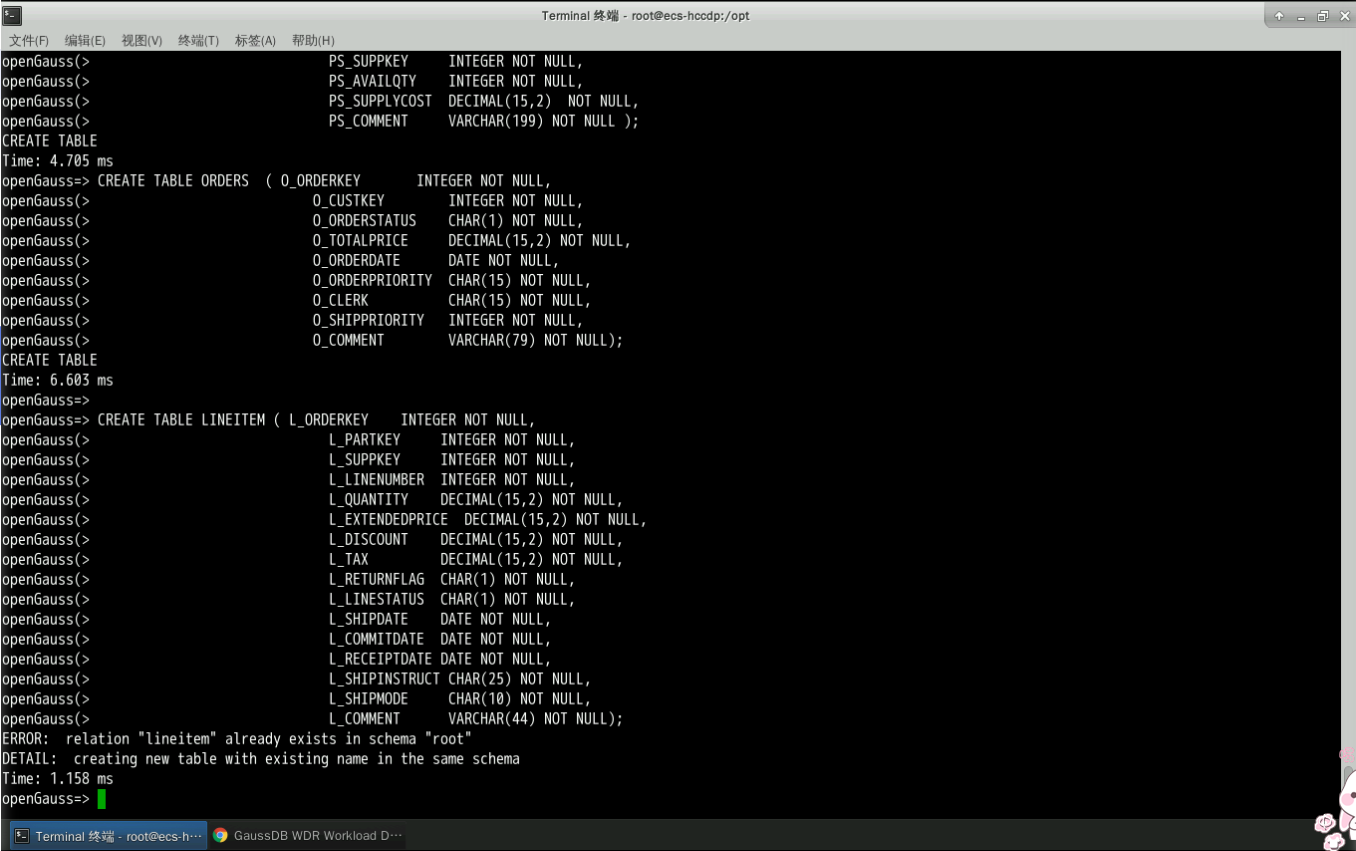 Terminal 终端 - root@ecs-hccdp:/opt
文件(F) 编辑(E) 视图(V) 终端(T) 标签(A) 帮助(H)
openGauss(> PS_SUPPKEY INTEGER NOT NULL,
openGauss(> PS_AVAILQTY INTEGER NOT NULL,
openGauss(> PS_SUPPLYCOST DECIMAL(15,2) NOT NULL,
openGauss(> PS_COMMENT VARCHAR(199) NOT NULL );
CREATE TABLE
Time: 4.705 ms
openGauss=> CREATE TABLE ORDERS ( O_ORDERKEY INTEGER NOT NULL,
openGauss(> O_CUSTKEY INTEGER NOT NULL,
openGauss(> O_ORDERSTATUS CHAR(1) NOT NULL,
openGauss(> O_TOTALPRICE DECIMAL(15,2) NOT NULL,
openGauss(> O_ORDERDATE DATE NOT NULL,
openGauss(> O_ORDERPRIORITY CHAR(15) NOT NULL,
openGauss(> O_CLERK CHAR(15) NOT NULL,
openGauss(> O_SHIPPRIORITY INTEGER NOT NULL,
openGauss(> O_COMMENT VARCHAR(79) NOT NULL);
CREATE TABLE
Time: 6.603 ms
openGauss=>
openGauss=> CREATE TABLE LINEITEM ( L_ORDERKEY INTEGER NOT NULL,
openGauss(> L_PARTKEY INTEGER NOT NULL,
openGauss(> L_SUPPKEY INTEGER NOT NULL,
openGauss(> L_LINENUMBER INTEGER NOT NULL,
openGauss(> L_QUANTITY DECIMAL(15,2) NOT NULL,
openGauss(> L_EXTENDEDPRICE DECIMAL(15,2) NOT NULL,
openGauss(> L_DISCOUNT DECIMAL(15,2) NOT NULL,
openGauss(> L_TAX DECIMAL(15,2) NOT NULL,
openGauss(> L_RETURNFLAG CHAR(1) NOT NULL,
openGauss(> L_LINESTATUS CHAR(1) NOT NULL,
openGauss(> L_SHIPDATE DATE NOT NULL,
openGauss(> L_COMMITDATE DATE NOT NULL,
openGauss(> L_RECEIPTDATE DATE NOT NULL,
openGauss(> L_SHIPINSTRUCT CHAR(25) NOT NULL,
openGauss(> L_SHIPMODE CHAR(10) NOT NULL,
openGauss(> L_COMMENT VARCHAR(44) NOT NULL);
ERROR: relation "lineitem" already exists in schema "root"
DETAIL: creating new table with existing name in the same schema
Time: 1.158 ms
openGauss=>
Terminal 终端 - root@ecs-h··· GaussDB WDR Workload D···